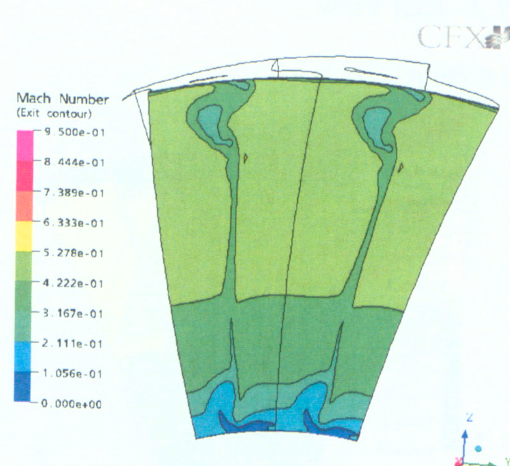 CFX
Mach Number
(Exit contour)
9.500e-01
8.444e-01
7.389e-01
6.333e-01
5.278e-01
4.222e-01
3.167e-01
2.111e-01
1.056e-01
0.000e+00
Z
X Y